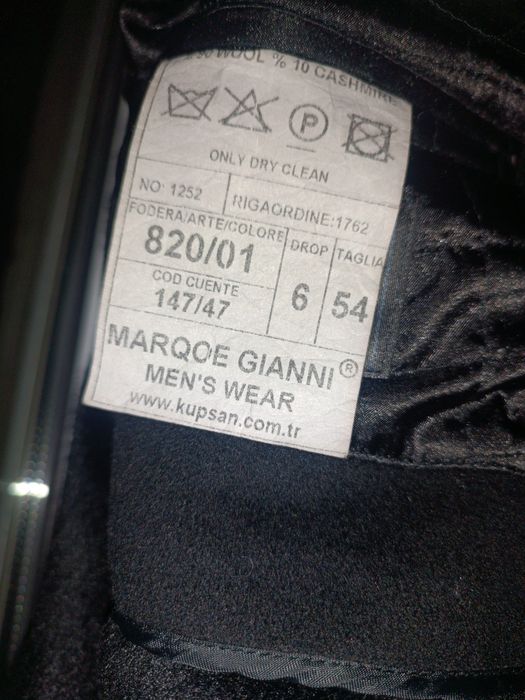 WOOL % 10 CASHMIRE
P
ONLY DRY CLEAN
NO: 1252
RIGAORDINE:1762
FODERA/ARTE/COLORE
DROP
TAGLIA
820/01
6
54
COD CUENTE
147/47
MARQOE GIANNI®
MEN'S WEAR
www.kupsan.com.tr